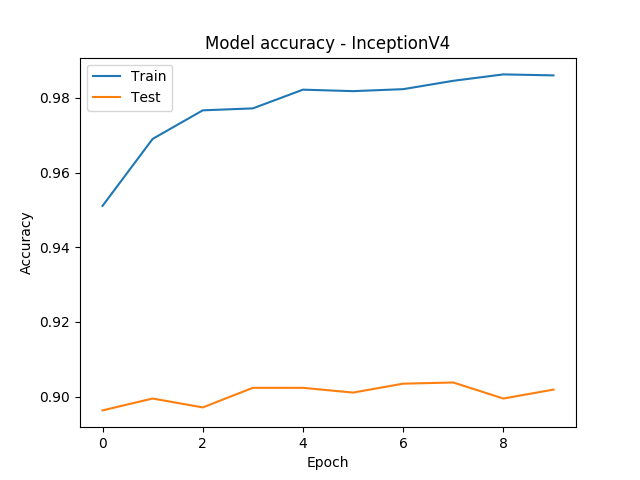 Model accuracy - InceptionV4
Train
Test
0.98
0.96
0.94
0.92
0.90
Accuracy
0 2 4 6 8
Epoch